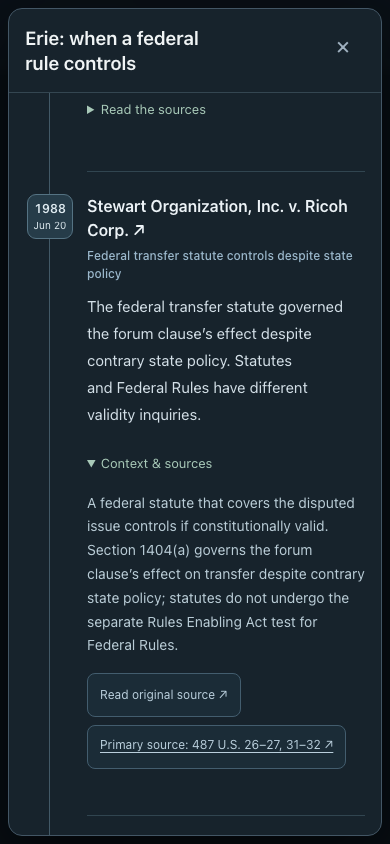 Erie: when a federal
rule controls
✕
▶ Read the sources
1988
Jun 20
Stewart Organization, Inc. v. Ricoh
Corp. ↗
Federal transfer statute controls despite state
policy
The federal transfer statute governed
the forum clause’s effect despite
contrary state policy. Statutes
and Federal Rules have different
validity inquiries.
▼ Context & sources
A federal statute that covers the disputed
issue controls if constitutionally valid.
Section 1404(a) governs the forum
clause’s effect on transfer despite contrary
state policy; statutes do not undergo the
separate Rules Enabling Act test for
Federal Rules.
Read original source ↗
Primary source: 487 U.S. 26–27, 31–32 ↗